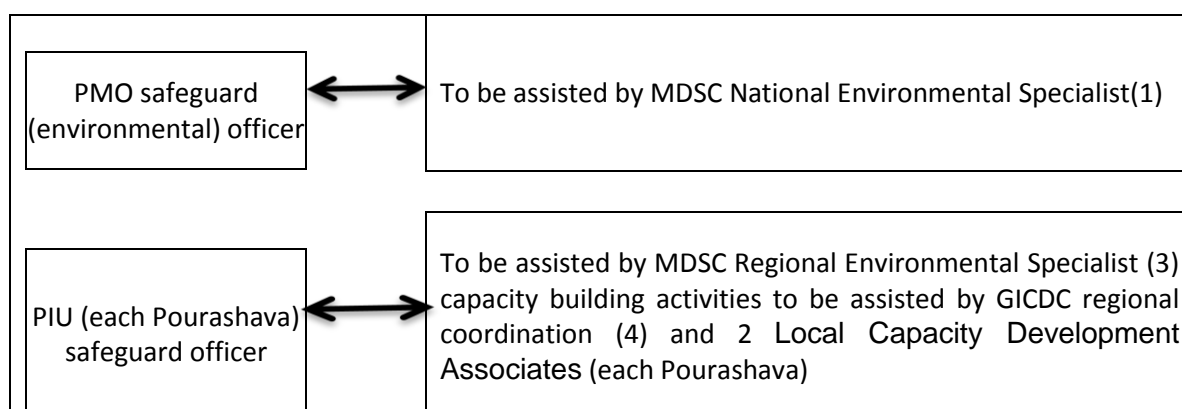 PMO safeguard
(environmental) officer
To be assisted by MDSC National Environmental Specialist(1)
PIU (each Pourashava)
safeguard officer
To be assisted by MDSC Regional Environmental Specialist (3)
capacity building activities to be assisted by GICDC regional
coordination (4) and 2 Local Capacity Development
Associates (each Pourashava)